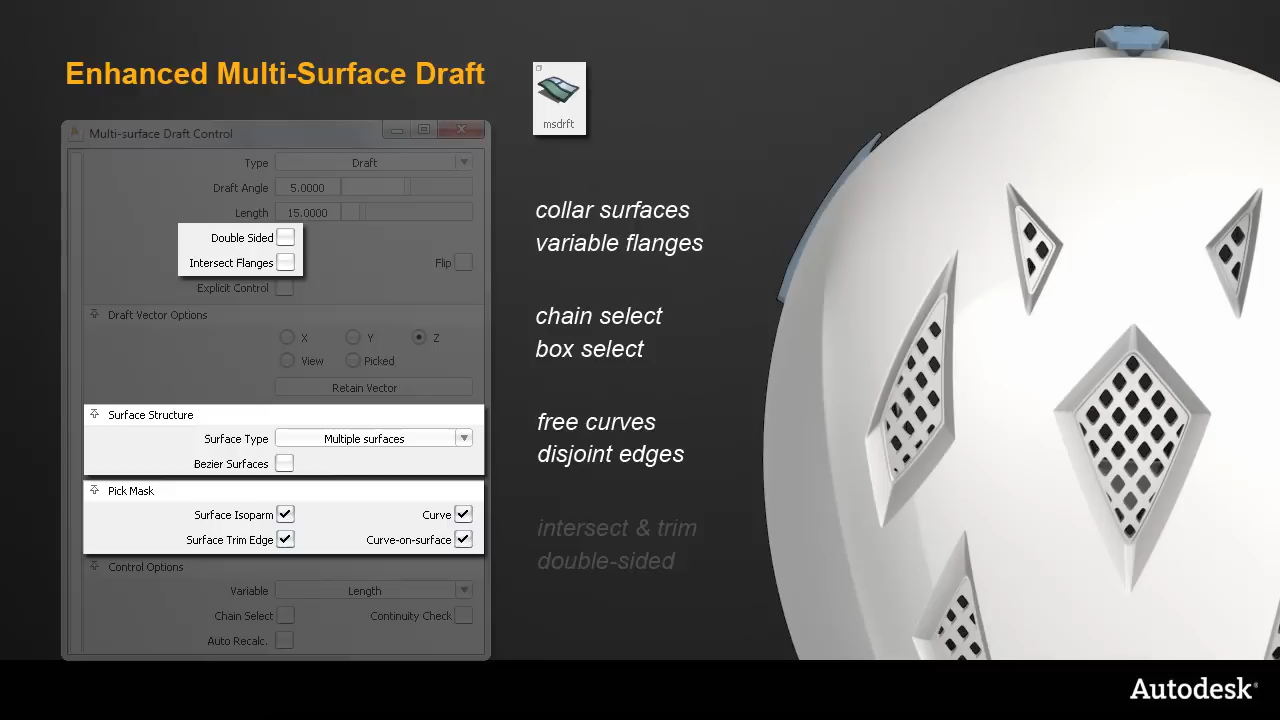 Enhanced Multi-Surface Draft
msdrft
Multi-surface Draft Control
Type Draft
Draft Angle 5.0000
Length 15.0000
Double Sided
Intersect Flanges Flip
Explicit Control
Draft Vector Options
X Y Z
View Picked
Retain Vector
Surface Structure
Surface Type Multiple surfaces
Bezier Surfaces
Pick Mask
Surface Isoparm Curve
Surface Trim Edge Curve-on-surface
Control Options
Variable Length
Chain Select Continuity Check
Auto Recalc.
collar surfaces
variable flanges
chain select
box select
free curves
disjoint edges
intersect & trim
double-sided
Autodesk®